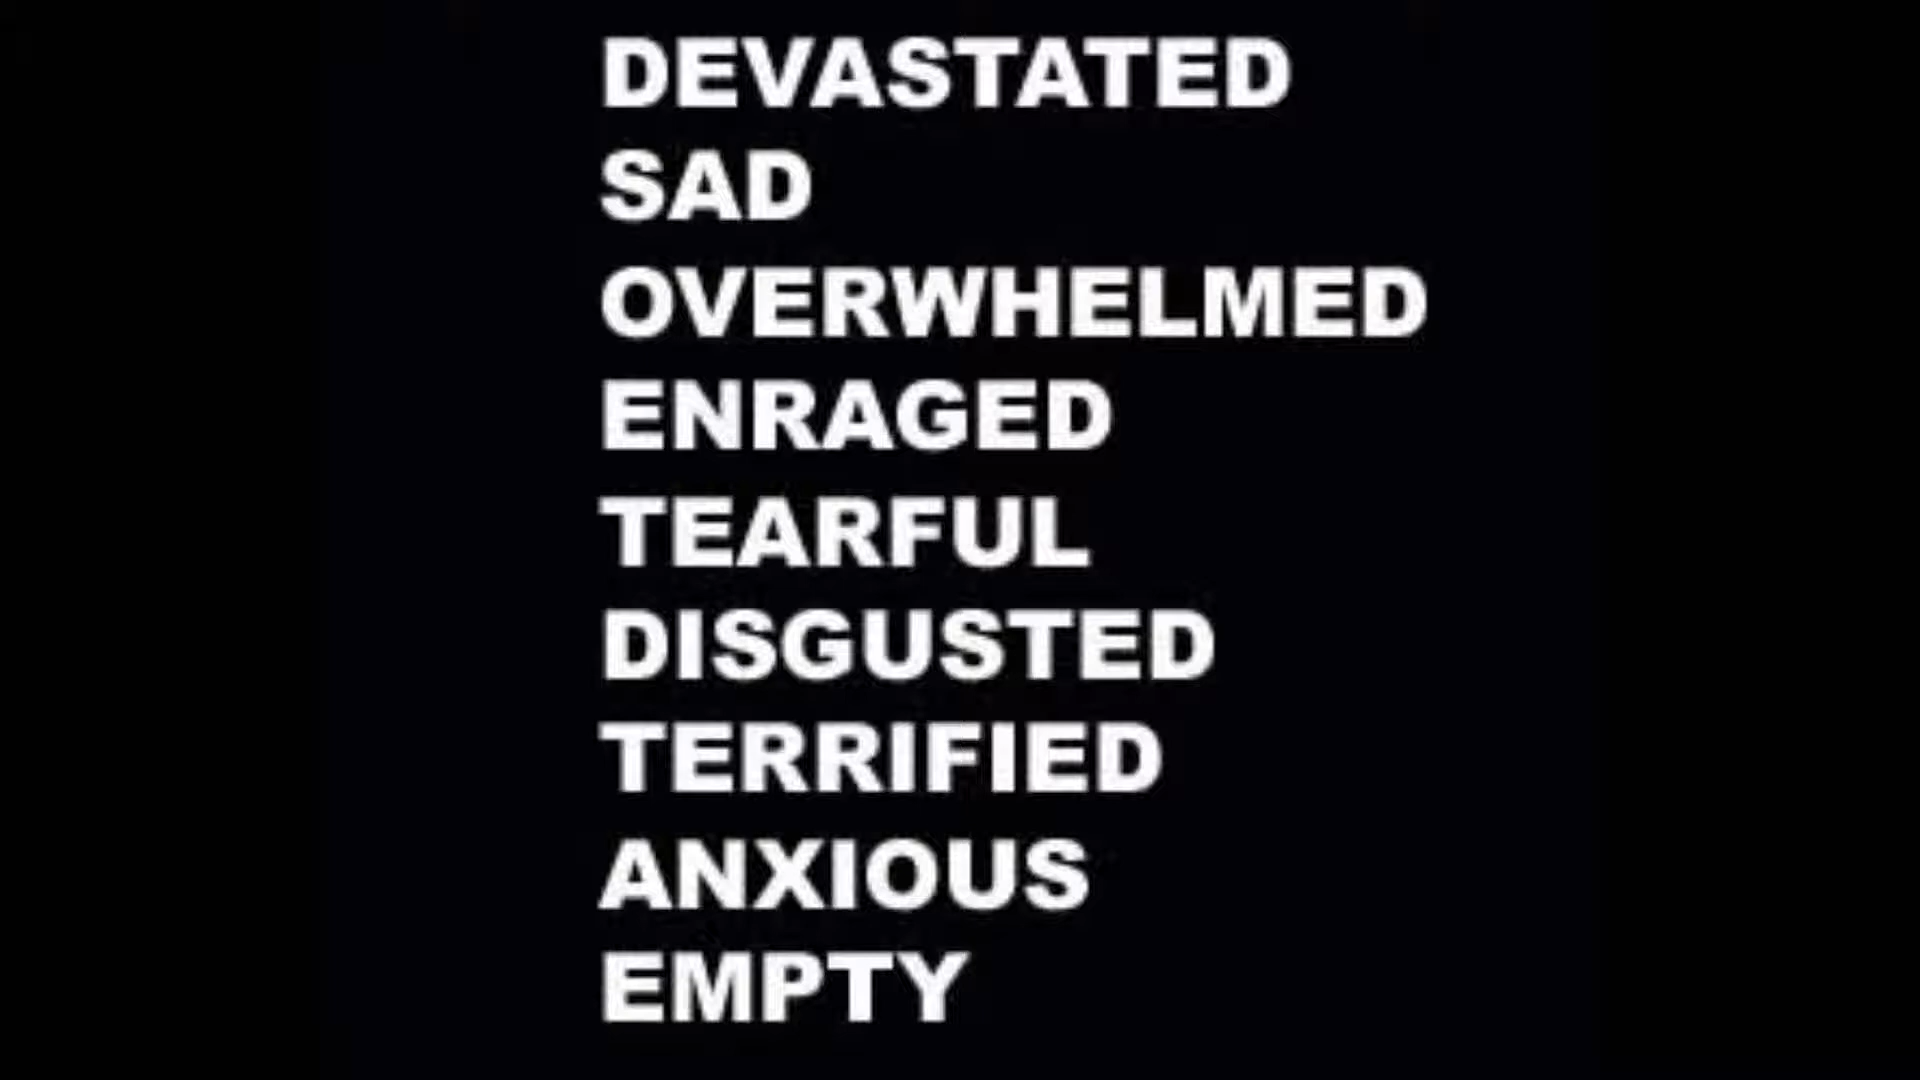 DEVASTATED
SAD
OVERWHELMED
ENRAGED
TEARFUL
DISGUSTED
TERRIFIED
ANXIOUS
EMPTY